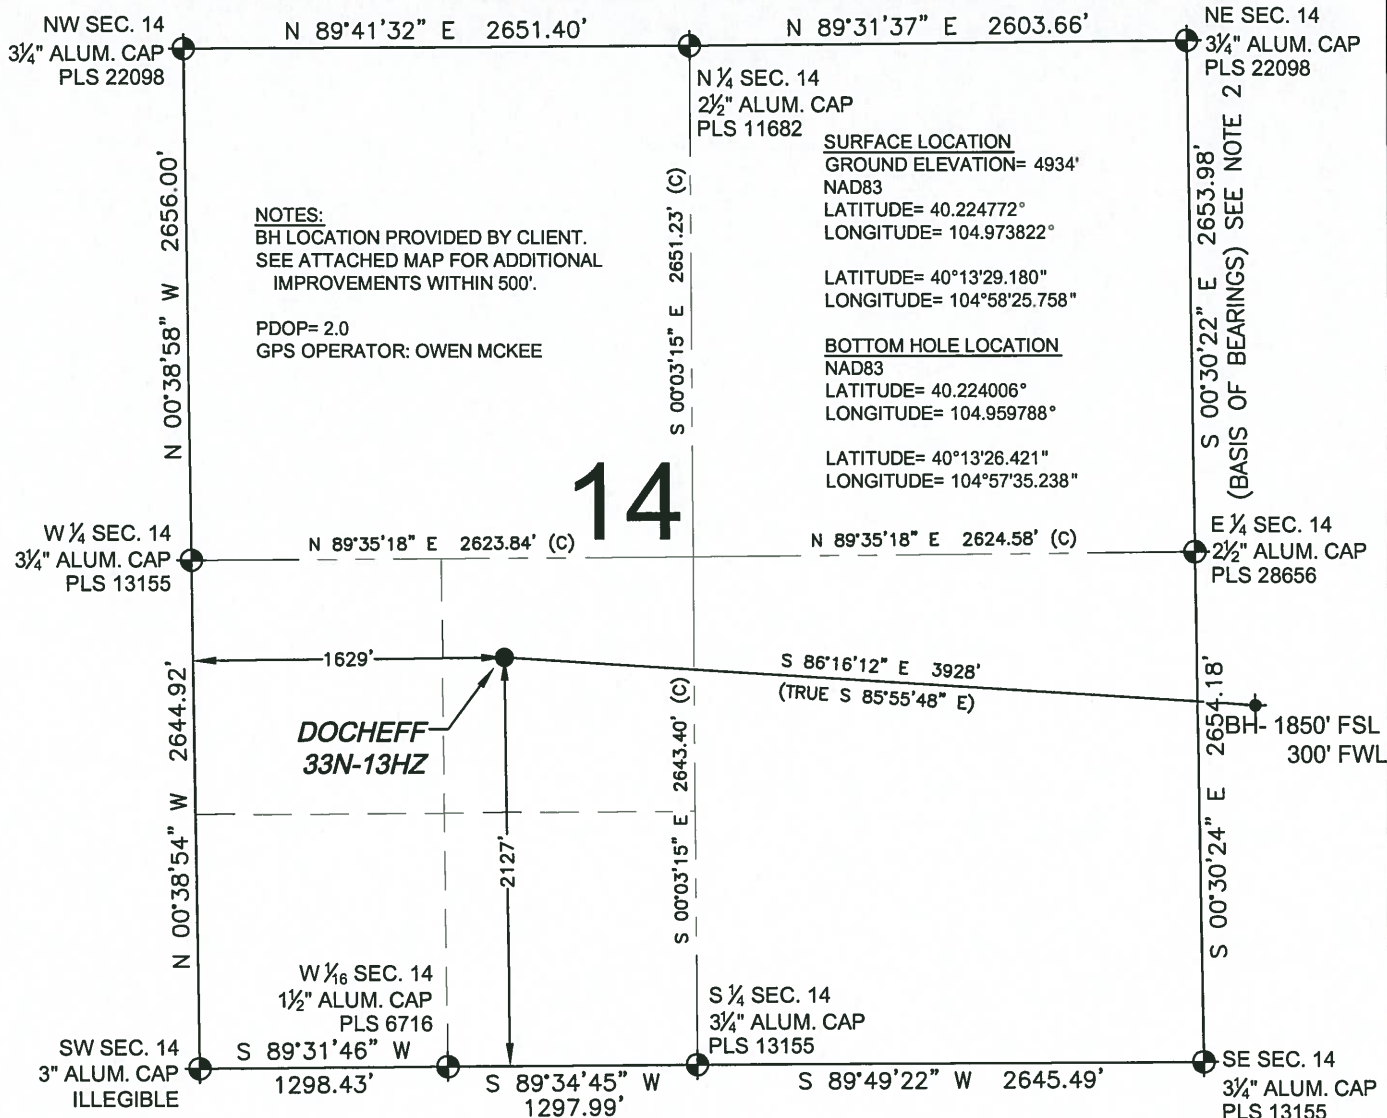 NW SEC. 14
3¼" ALUM. CAP
PLS 22098
N 89°41'32" E 2651.40'
N 89°31'37" E 2603.66'
NE SEC. 14
3¼" ALUM. CAP
PLS 22098
N ¼ SEC. 14
2½" ALUM. CAP
PLS 11682
N 00°38'58" W 2656.00'
NOTES:
BH LOCATION PROVIDED BY CLIENT.
SEE ATTACHED MAP FOR ADDITIONAL
IMPROVEMENTS WITHIN 500'.
PDOP= 2.0
GPS OPERATOR: OWEN MCKEE
S 00°03'15" E 2651.23' (C)
SURFACE LOCATION
GROUND ELEVATION= 4934'
NAD83
LATITUDE= 40.224772°
LONGITUDE= 104.973822°
LATITUDE= 40°13'29.180"
LONGITUDE= 104°58'25.758"
BOTTOM HOLE LOCATION
NAD83
LATITUDE= 40.224006°
LONGITUDE= 104.959788°
LATITUDE= 40°13'26.421"
LONGITUDE= 104°57'35.238"
S 00°30'22" E 2653.98'
(BASIS OF BEARINGS) SEE NOTE 2
14
W ¼ SEC. 14
3¼" ALUM. CAP
PLS 13155
N 89°35'18" E 2623.84' (C)
N 89°35'18" E 2624.58' (C)
E ¼ SEC. 14
2½" ALUM. CAP
PLS 28656
1629'
S 86°16'12" E 3928'
(TRUE S 85°55'48" E)
DOCHEFF
33N-13HZ
BH- 1850' FSL
300' FWL
N 00°38'54" W 2644.92'
2127'
S 00°03'15" E 2643.40' (C)
S 00°30'24" E 2654.18'
W 1⁄16 SEC. 14
1½" ALUM. CAP
PLS 6716
S ¼ SEC. 14
3¼" ALUM. CAP
PLS 13155
SW SEC. 14
3" ALUM. CAP
ILLEGIBLE
S 89°31'46" W
1298.43'
S 89°34'45" W
1297.99'
S 89°49'22" W 2645.49'
SE SEC. 14
3¼" ALUM. CAP
PLS 13155